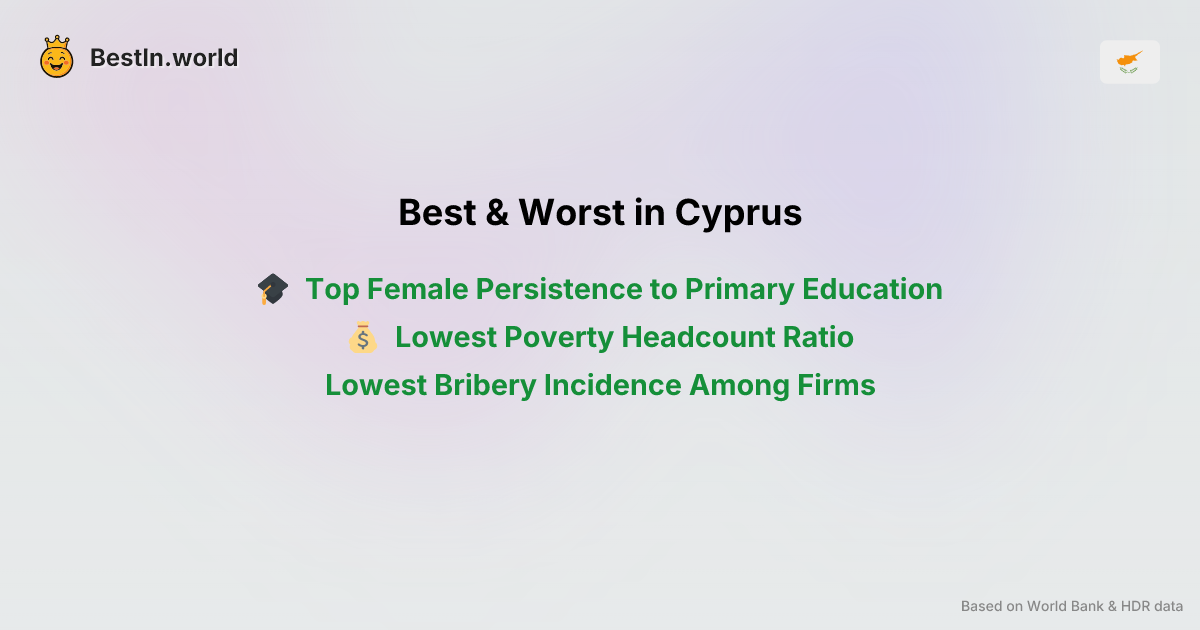 BestIn.world
Best & Worst in Cyprus
Top Female Persistence to Primary Education
Lowest Poverty Headcount Ratio
Lowest Bribery Incidence Among Firms
Based on World Bank & HDR data